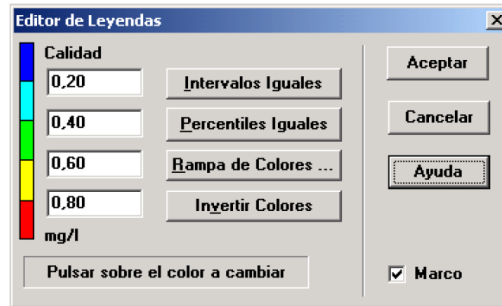 Editor de Leyendas
Calidad
0,20
0,40
0,60
0,80
mg/l
Intervalos Iguales
Percentiles Iguales
Rampa de Colores ...
Invertir Colores
Pulsar sobre el color a cambiar
Aceptar
Cancelar
Ayuda
Marco